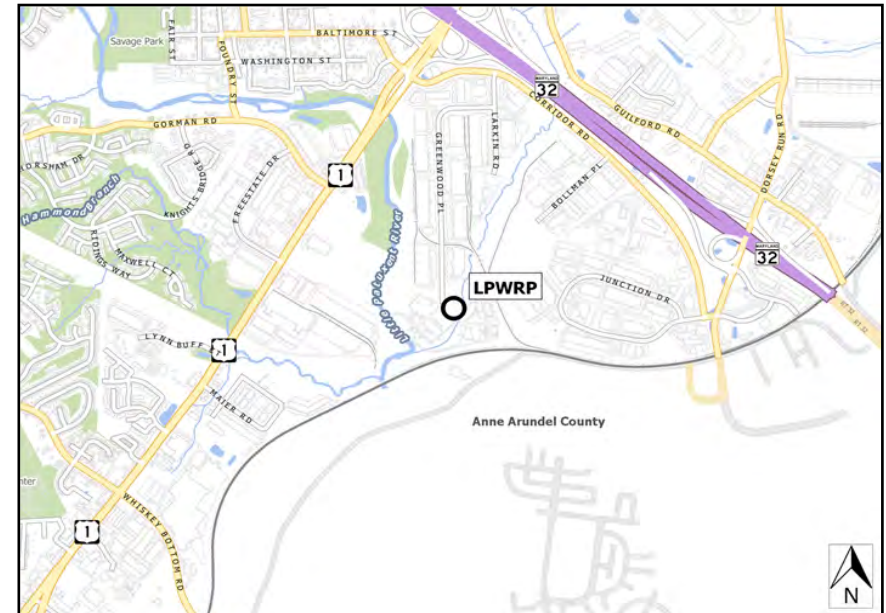 FAIR ST
BALTIMORE ST
Savage Park
FOUNDRY ST
WASHINGTON ST
MARYLAND
32
GUILFORD RD
CORRIDOR RD
GORMAN RD
GREENWOOD PL
LARKIN RD
DORSEY RUN RD
1
FREESTATE DR
KNIGHTS BRIDGE RD
BOLLMAN PL
Hammond Branch
RIDINGS WAY
MAXWELL CT
Little Patuxent River
MARYLAND
32
LPWRP
JUNCTION DR
LYNN BUFF CT
1
MAIER RD
Anne Arundel County
WHISKEY BOTTOM RD
1
N